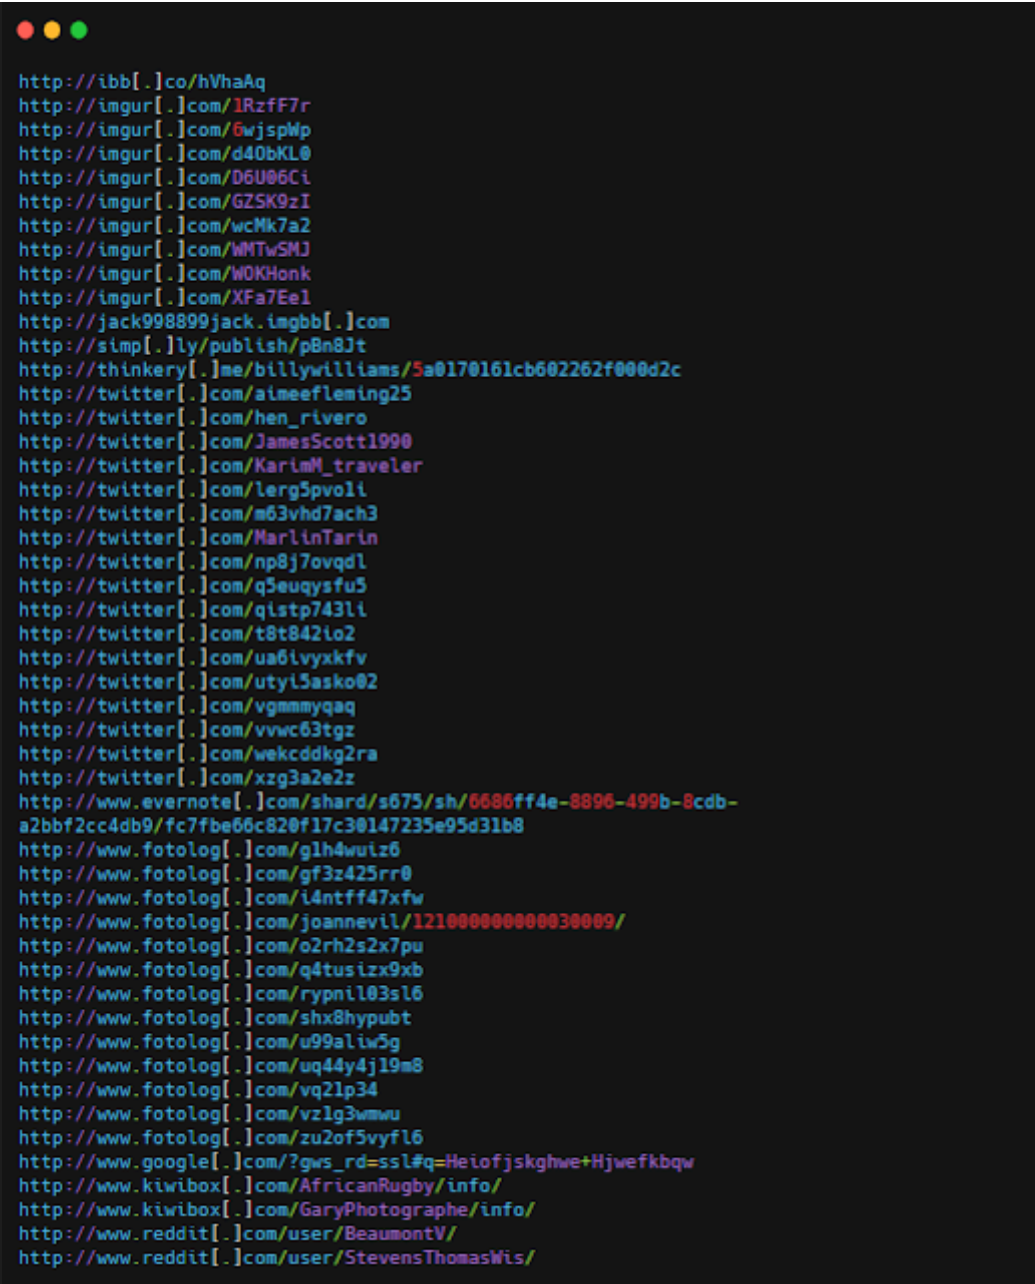 http://ibb[.]co/hVhaAq
http://imgur[.]com/1RzfF7r
http://imgur[.]com/6wjspWp
http://imgur[.]com/d4ObKL0
http://imgur[.]com/D6U06Ci
http://imgur[.]com/GZSK9zI
http://imgur[.]com/wcMk7a2
http://imgur[.]com/WMTwSMJ
http://imgur[.]com/WOKHonk
http://imgur[.]com/XFa7Ee1
http://jack998899jack.imgbb[.]com
http://simp[.]ly/publish/pBn8Jt
http://thinkery[.]me/billywilliams/5a0170161cb602262f000d2c
http://twitter[.]com/aimeefleming25
http://twitter[.]com/hen_rivero
http://twitter[.]com/JamesScott1990
http://twitter[.]com/KarimM_traveler
http://twitter[.]com/lerg5pvo1i
http://twitter[.]com/m63vhd7ach3
http://twitter[.]com/MarlinTarin
http://twitter[.]com/np8j7ovqdl
http://twitter[.]com/q5euqysfu5
http://twitter[.]com/qistp743li
http://twitter[.]com/t8t842io2
http://twitter[.]com/ua6ivyxkfv
http://twitter[.]com/utyi5asko02
http://twitter[.]com/vgmmmyqaq
http://twitter[.]com/vvwc63tgz
http://twitter[.]com/wekcddkg2ra
http://twitter[.]com/xzg3a2e2z
http://www.evernote[.]com/shard/s675/sh/6686ff4e-8896-499b-8cdb-
a2bbf2cc4db9/fc7fbe66c820f17c30147235e95d31b8
http://www.fotolog[.]com/g1h4wuiz6
http://www.fotolog[.]com/gf3z425rr0
http://www.fotolog[.]com/i4ntff47xfw
http://www.fotolog[.]com/joannevil/121000000000030009/
http://www.fotolog[.]com/o2rh2s2x7pu
http://www.fotolog[.]com/q4tusizx9xb
http://www.fotolog[.]com/rypnil03sl6
http://www.fotolog[.]com/shx8hypubt
http://www.fotolog[.]com/u99aliw5g
http://www.fotolog[.]com/uq44y4j19m8
http://www.fotolog[.]com/vq21p34
http://www.fotolog[.]com/vz1g3wmwu
http://www.fotolog[.]com/zu2of5vyfl6
http://www.google[.]com/?gws_rd=ssl#q=Heiofjskghwe+Hjwefkbqw
http://www.kiwibox[.]com/AfricanRugby/info/
http://www.kiwibox[.]com/GaryPhotographe/info/
http://www.reddit[.]com/user/BeaumontV/
http://www.reddit[.]com/user/StevensThomasWis/